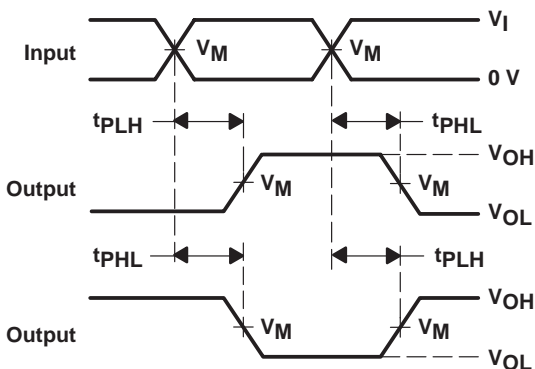 VI
Input VM VM
0 V
tPLH tPHL
VOH
Output VM VM
VOL
tPHL tPLH
VOH
Output VM VM
VOL